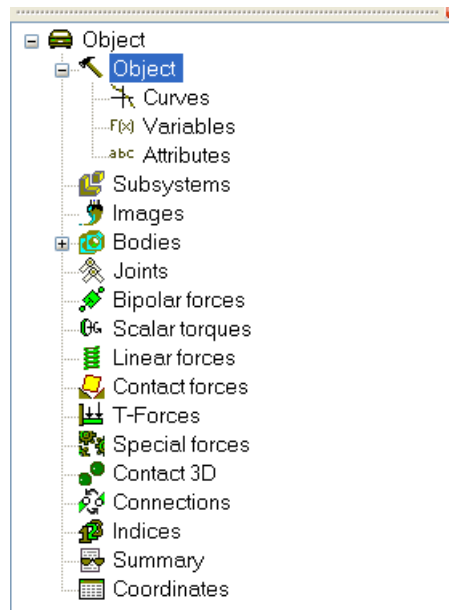 Object
Object
Curves
F(x) Variables
abc Attributes
Subsystems
Images
Bodies
Joints
Bipolar forces
Scalar torques
Linear forces
Contact forces
T-Forces
Special forces
Contact 3D
Connections
Indices
Summary
Coordinates